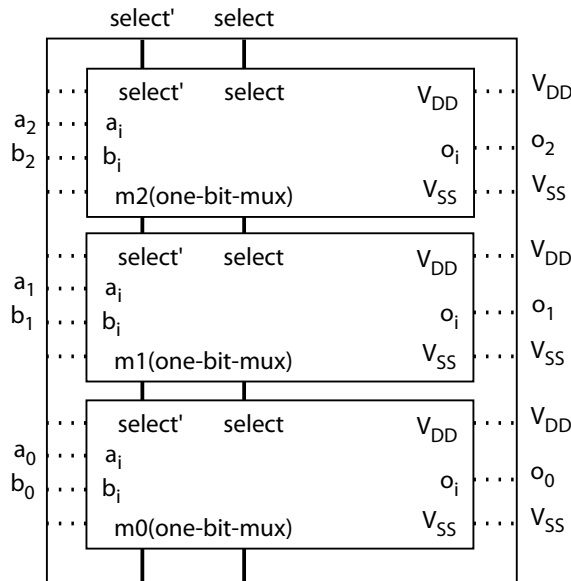 select' select
select' select V_DD V_DD
a_2 a_i
b_2 b_i o_i o_2
m2(one-bit-mux) V_SS V_SS
select' select V_DD V_DD
a_1 a_i
b_1 b_i o_i o_1
m1(one-bit-mux) V_SS V_SS
select' select V_DD V_DD
a_0 a_i
b_0 b_i o_i o_0
m0(one-bit-mux) V_SS V_SS